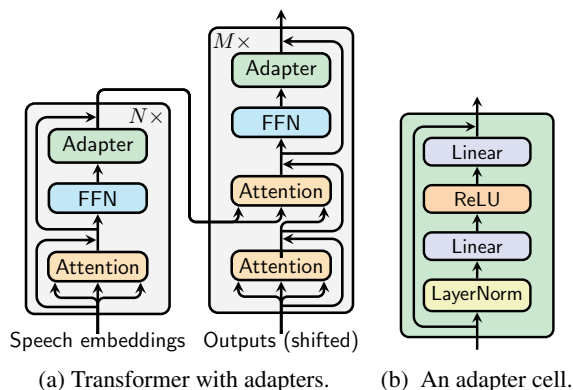 N×
Adapter
FFN
Attention
Speech embeddings
M×
Adapter
FFN
Attention
Attention
Outputs (shifted)
(a) Transformer with adapters.
Linear
ReLU
Linear
LayerNorm
(b) An adapter cell.